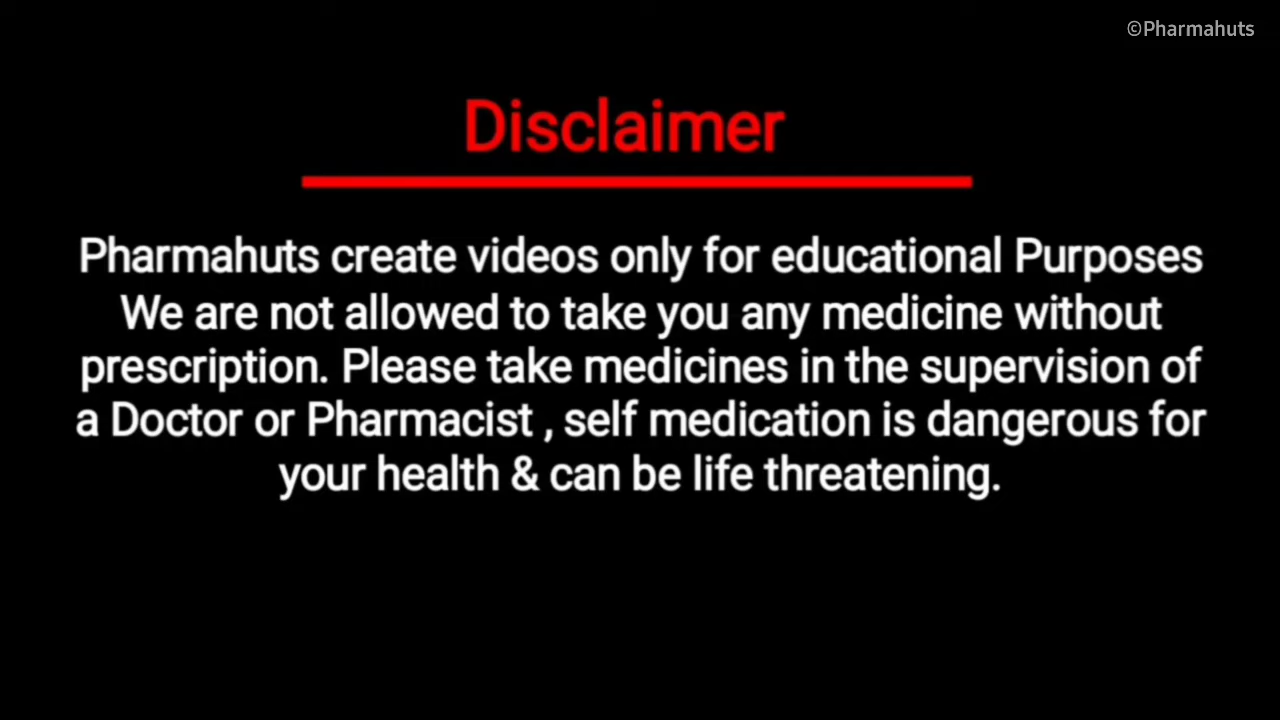 ©Pharmahuts
Disclaimer
Pharmahuts create videos only for educational Purposes
We are not allowed to take you any medicine without
prescription. Please take medicines in the supervision of
a Doctor or Pharmacist , self medication is dangerous for
your health & can be life threatening.